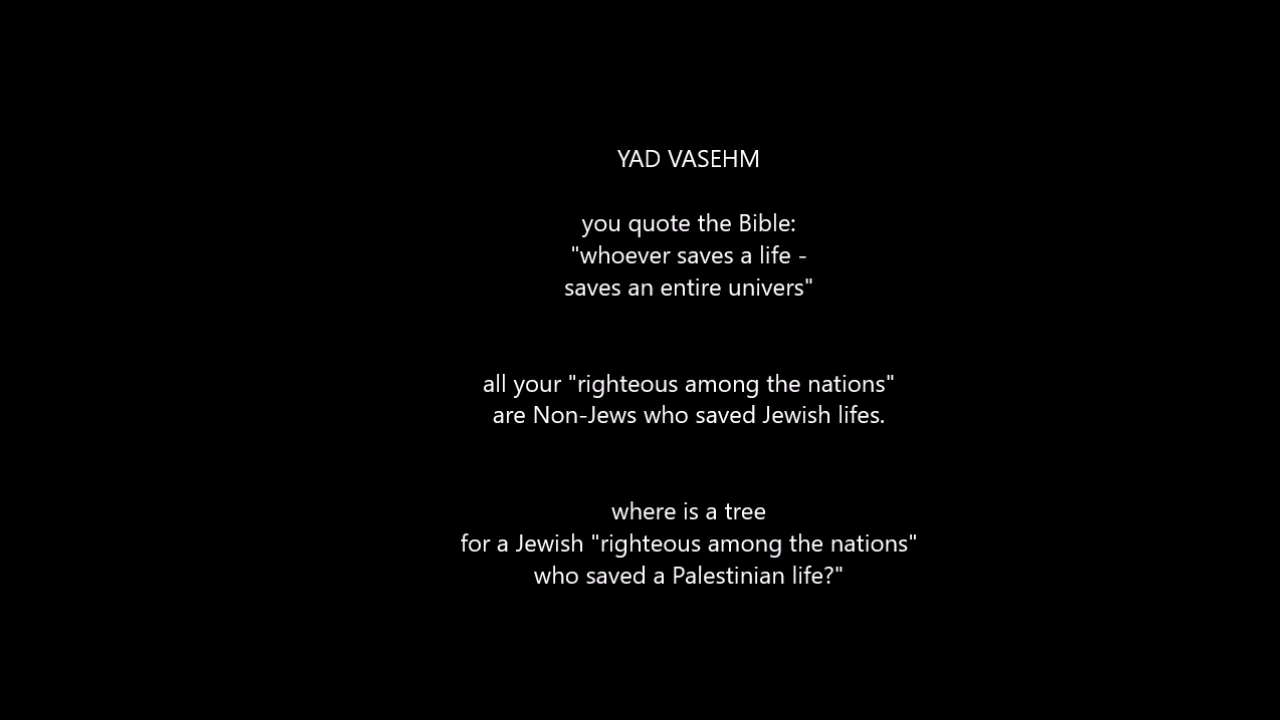 YAD VASEHM
you quote the Bible:
"whoever saves a life -
saves an entire univers"
all your "righteous among the nations"
are Non-Jews who saved Jewish lifes.
where is a tree
for a Jewish "righteous among the nations"
who saved a Palestinian life?"